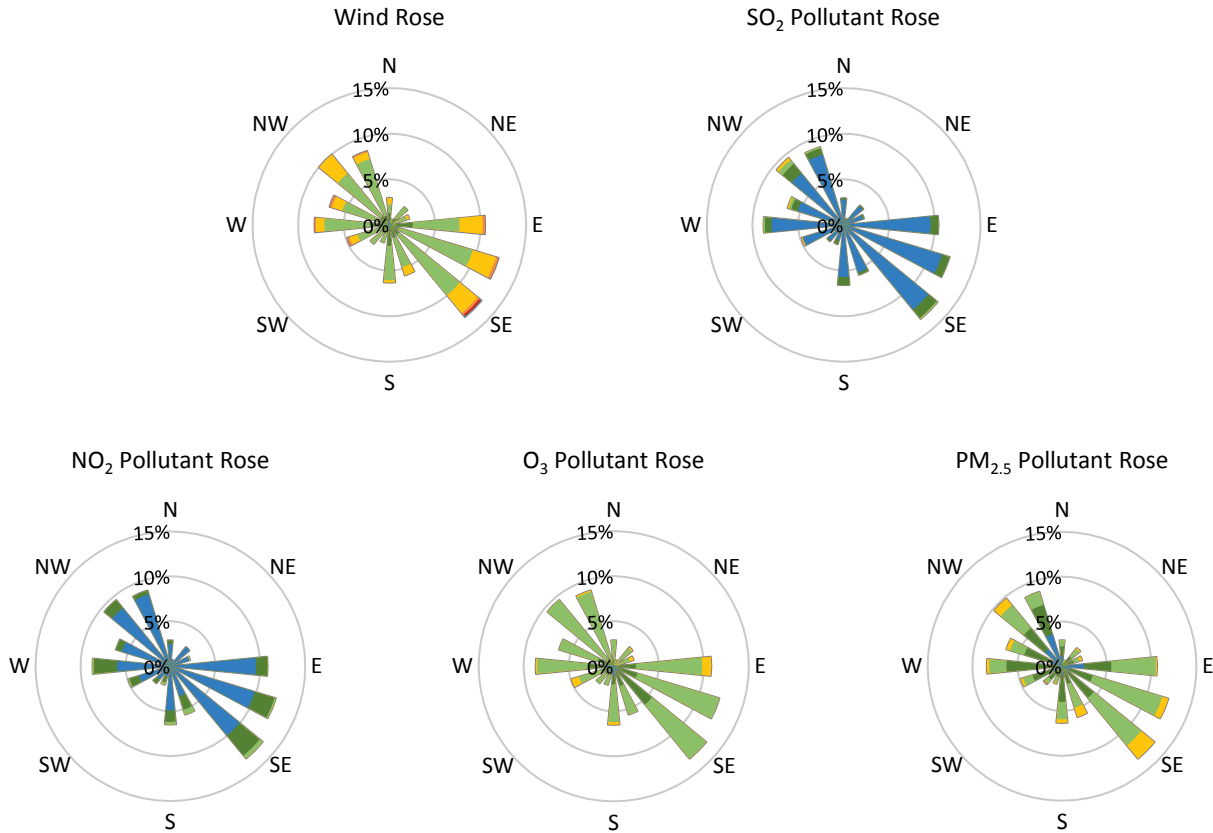 Wind Rose
N
15%
NW
NE
10%
5%
W
0%
E
SW
SE
S
SO₂ Pollutant Rose
N
15%
NW
NE
10%
5%
W
0%
E
SW
SE
S
NO₂ Pollutant Rose
N
15%
NW
NE
10%
5%
W
0%
E
SW
SE
S
O₃ Pollutant Rose
N
15%
NW
NE
10%
5%
W
0%
E
SW
SE
S
PM₂.₅ Pollutant Rose
N
15%
NW
NE
10%
5%
W
0%
E
SW
SE
S